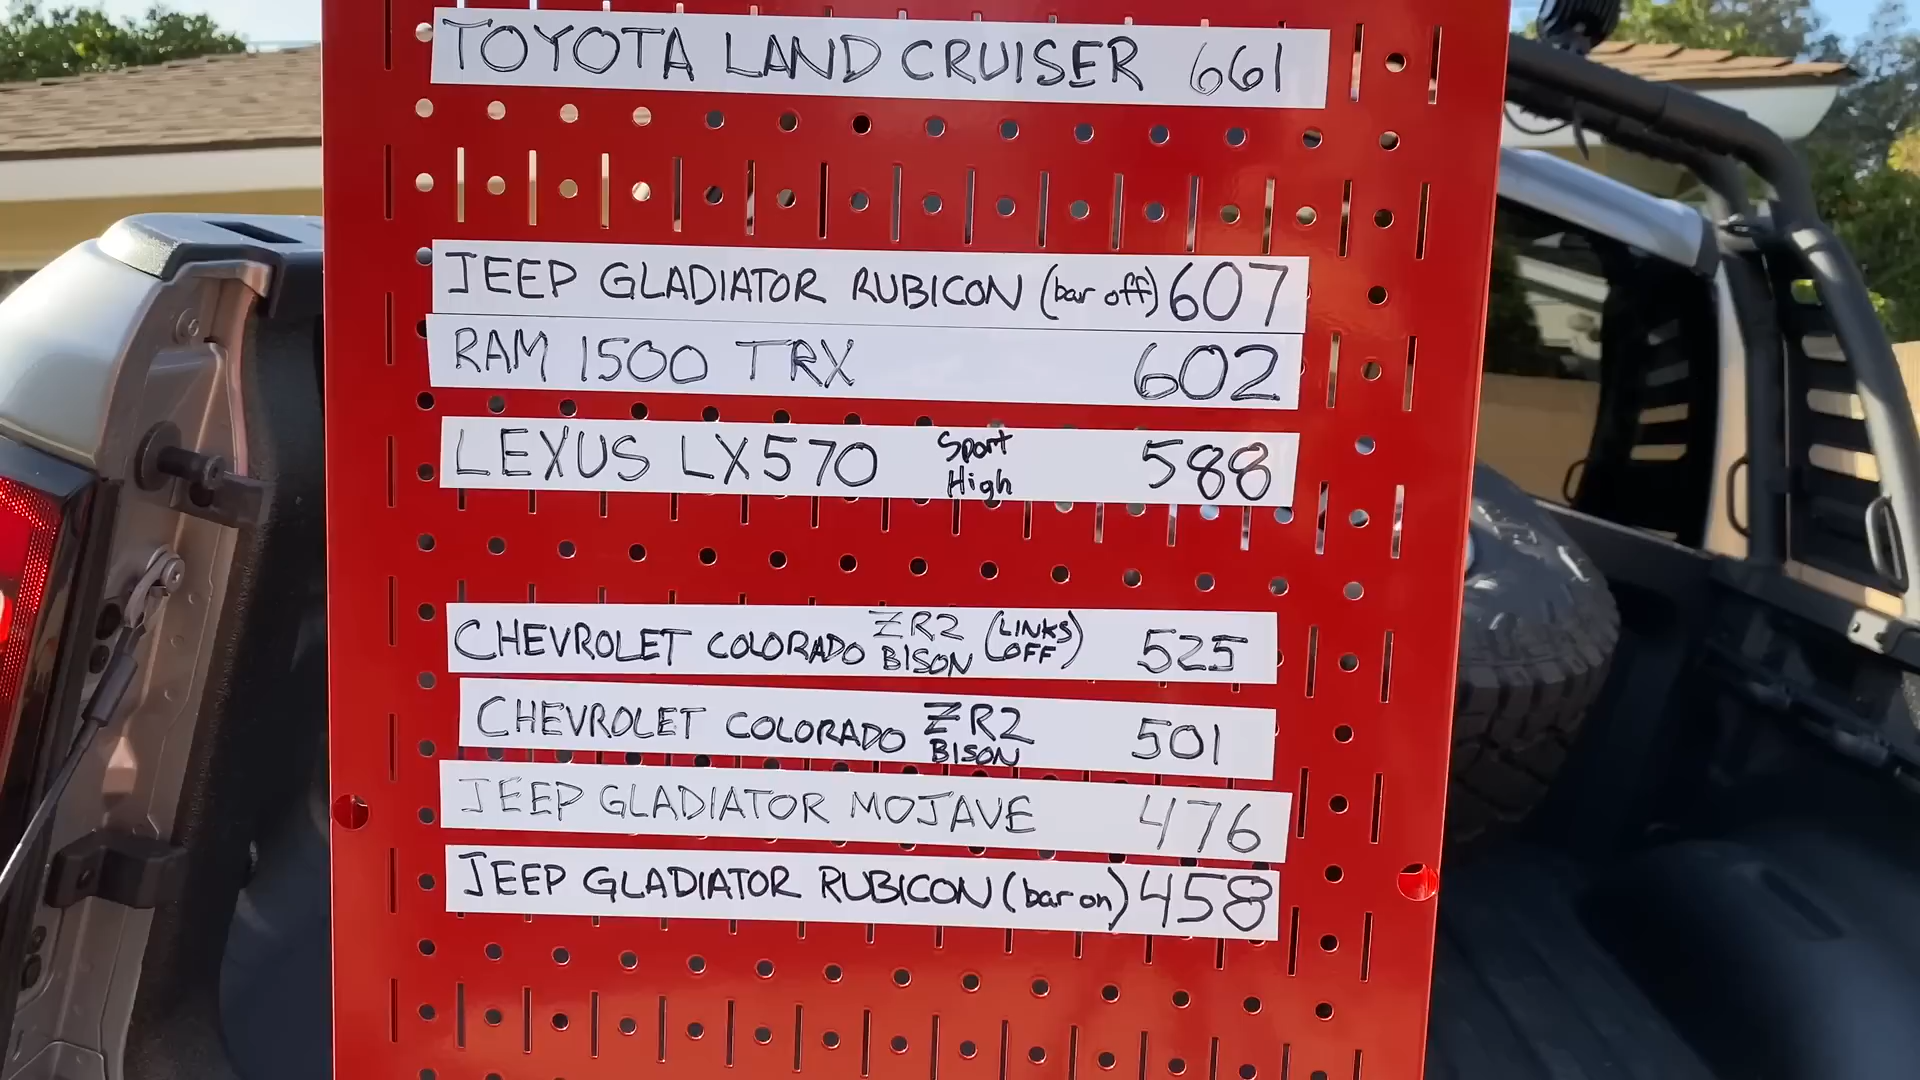 TOYOTA LAND CRUISER 661
JEEP GLADIATOR RUBICON (bar off) 607
RAM 1500 TRX 602
LEXUS LX570 Sport High 588
CHEVROLET COLORADO ZR2 BISON (LINKS OFF) 525
CHEVROLET COLORADO ZR2 BISON 501
JEEP GLADIATOR MOJAVE 476
JEEP GLADIATOR RUBICON (bar on) 458